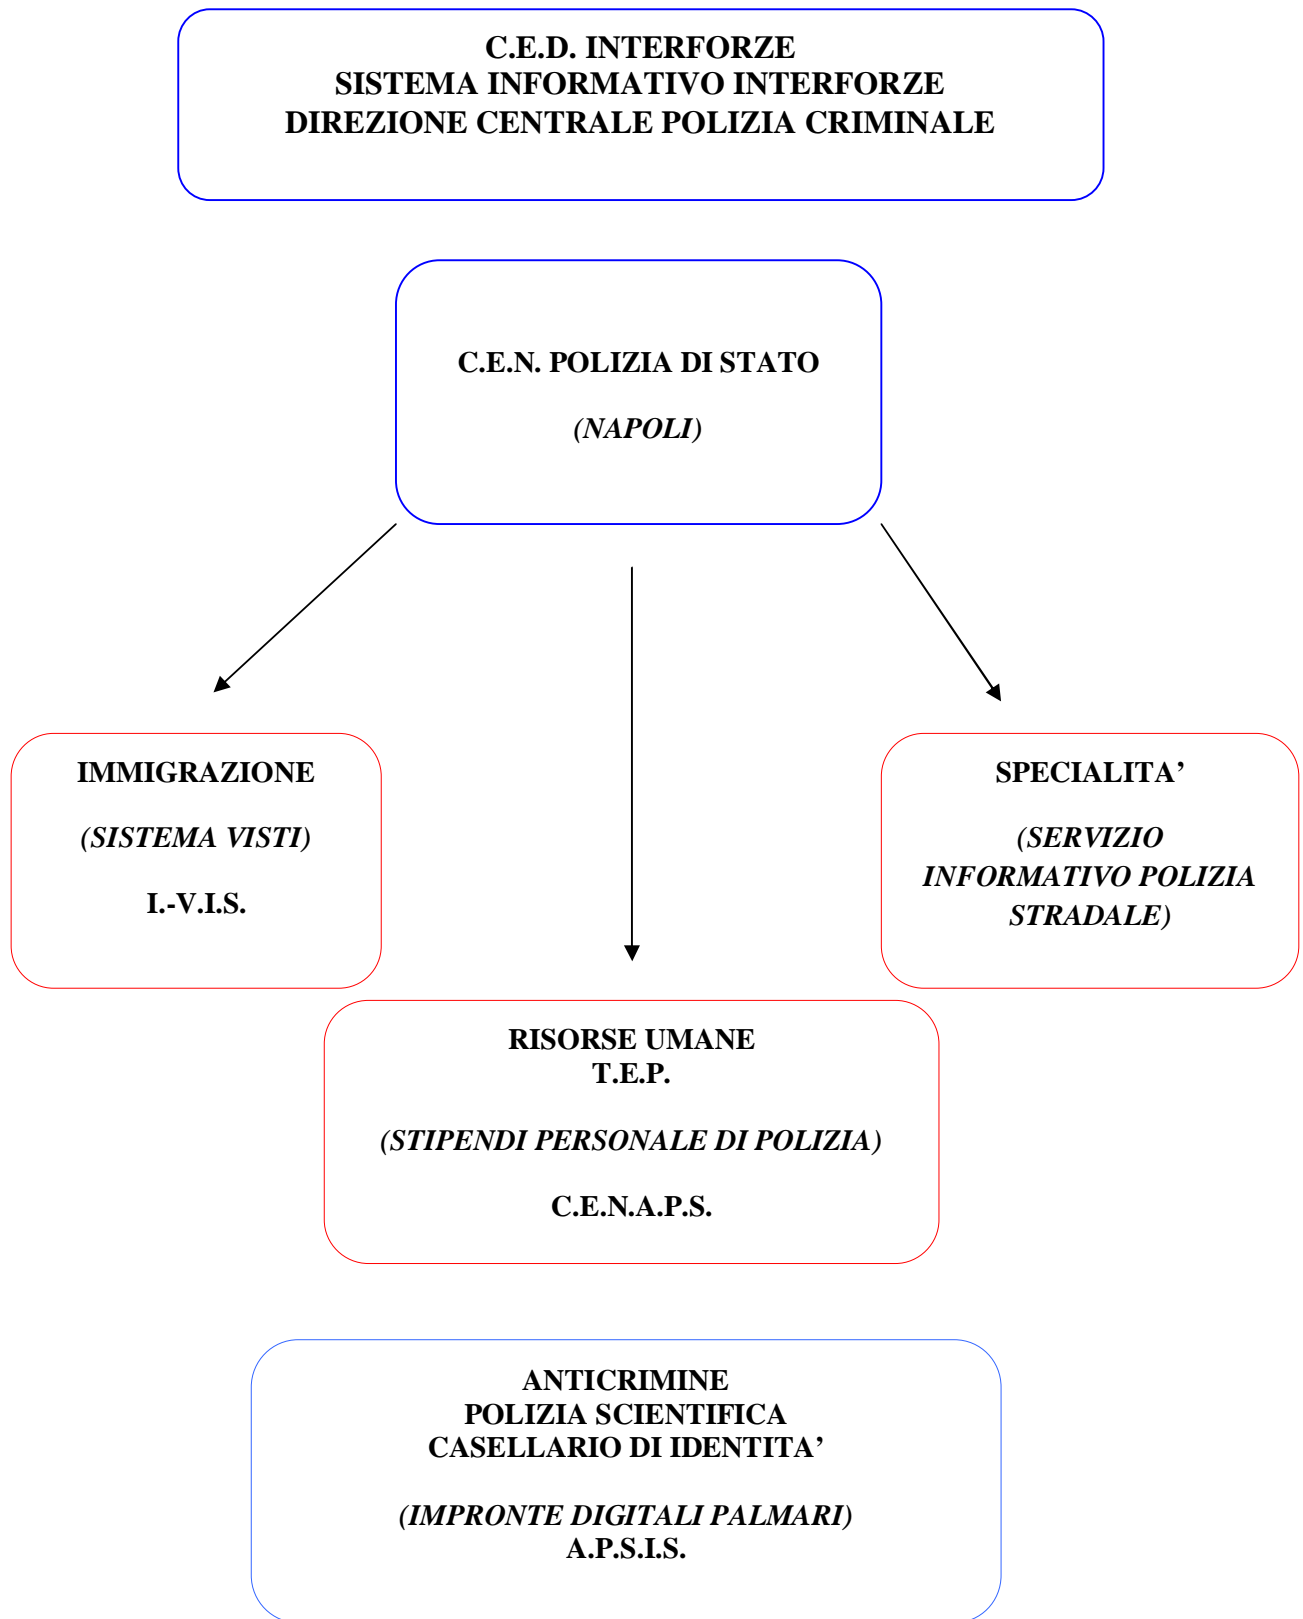 C.E.D. INTERFORZE
SISTEMA INFORMATIVO INTERFORZE
DIREZIONE CENTRALE POLIZIA CRIMINALE
C.E.N. POLIZIA DI STATO
(NAPOLI)
IMMIGRAZIONE
(SISTEMA VISTI)
I.-V.I.S.
SPECIALITA’
(SERVIZIO
INFORMATIVO POLIZIA
STRADALE)
RISORSE UMANE
T.E.P.
(STIPENDI PERSONALE DI POLIZIA)
C.E.N.A.P.S.
ANTICRIMINE
POLIZIA SCIENTIFICA
CASELLARIO DI IDENTITA’
(IMPRONTE DIGITALI PALMARI)
A.P.S.I.S.